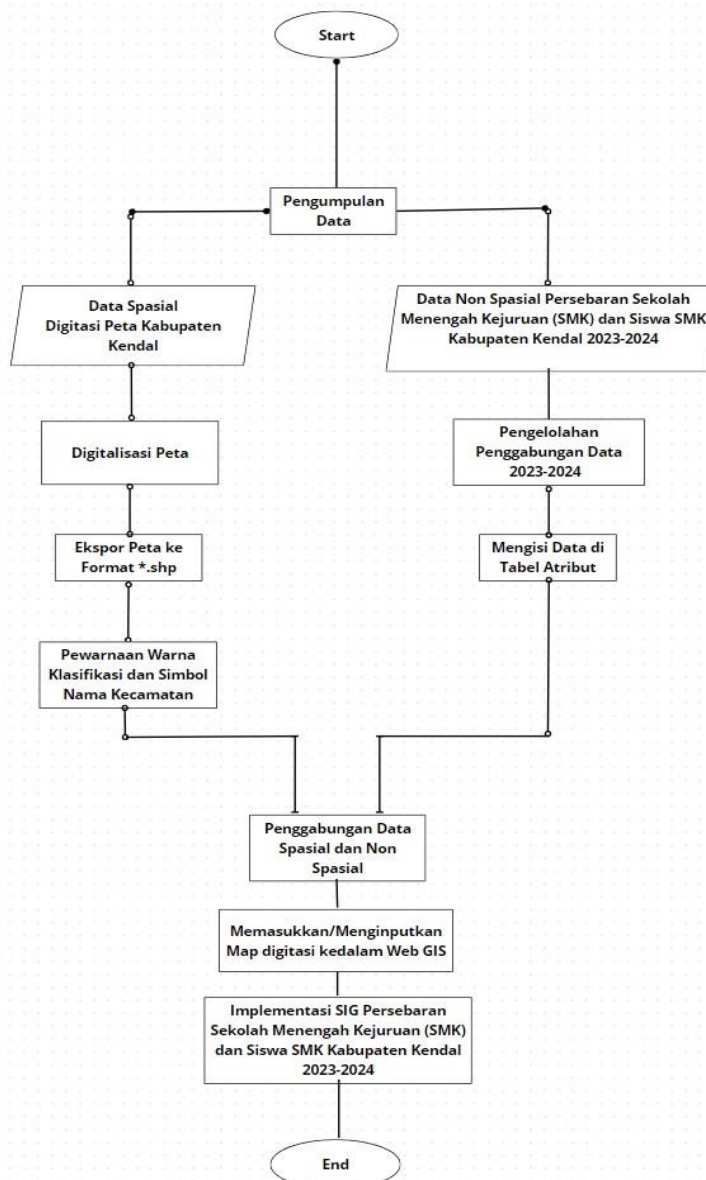 Start
Pengumpulan
Data
Data Spasial
Digitasi Peta Kabupaten
Kendal
Data Non Spasial Persebaran Sekolah
Menengah Kejuruan (SMK) dan Siswa SMK
Kabupaten Kendal 2023-2024
Digitalisasi Peta
Pengelolahan
Penggabungan Data
2023-2024
Ekspor Peta ke
Format *.shp
Mengisi Data di
Tabel Atribut
Pewarnaan Warna
Klasifikasi dan Simbol
Nama Kecamatan
Penggabungan Data
Spasial dan Non
Spasial
Memasukkan/Menginputkan
Map digitasi kedalam Web GIS
Implementasi SIG Persebaran
Sekolah Menengah Kejuruan (SMK)
dan Siswa SMK Kabupaten Kendal
2023-2024
End